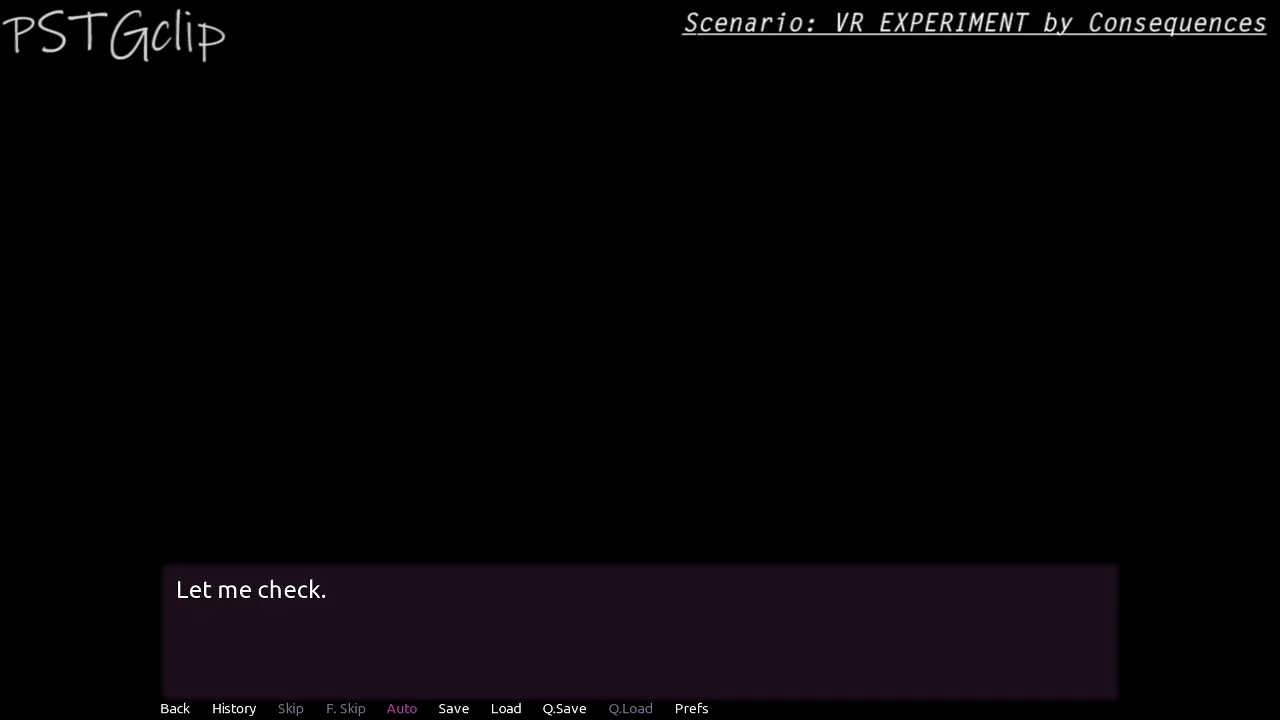 PSTGclip
Scenario: VR EXPERIMENT by Consequences
Let me check.
Back History Skip F. Skip Auto Save Load Q.Save Q.Load Prefs